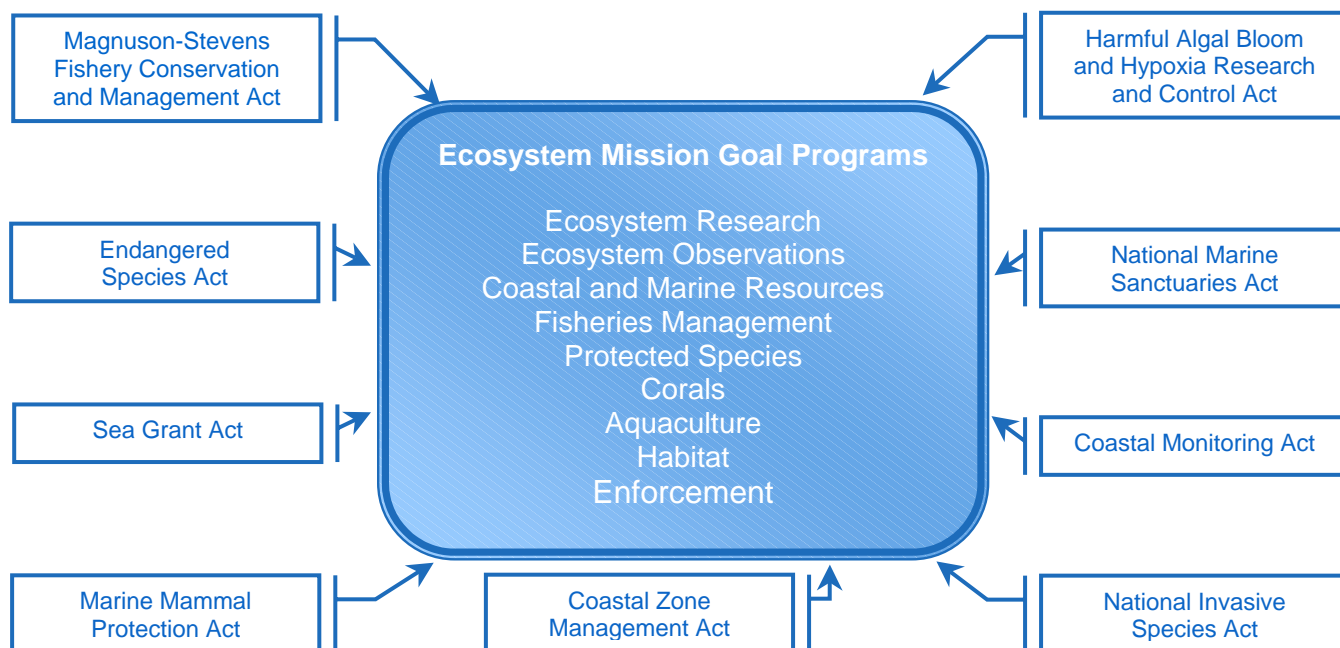 Magnuson-Stevens
Fishery Conservation
and Management Act
Harmful Algal Bloom
and Hypoxia Research
and Control Act
Ecosystem Mission Goal Programs
Ecosystem Research
Ecosystem Observations
Coastal and Marine Resources
Fisheries Management
Protected Species
Corals
Aquaculture
Habitat
Enforcement
Endangered
Species Act
National Marine
Sanctuaries Act
Sea Grant Act
Coastal Monitoring Act
Marine Mammal
Protection Act
Coastal Zone
Management Act
National Invasive
Species Act